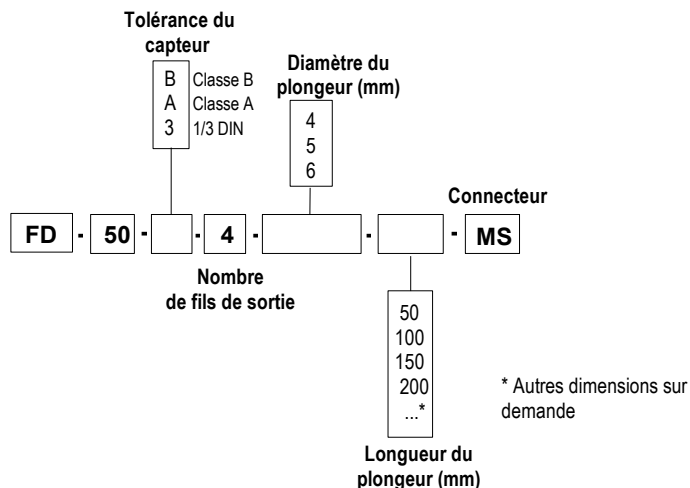 Tolérance du
capteur
B Classe B
A Classe A
3 1/3 DIN
Diamètre du
plongeur (mm)
4
5
6
Connecteur
FD - 50 - - 4 - - - MS
Nombre
de fils de sortie
50
100
150
200
...*
* Autres dimensions sur
demande
Longueur du
plongeur (mm)